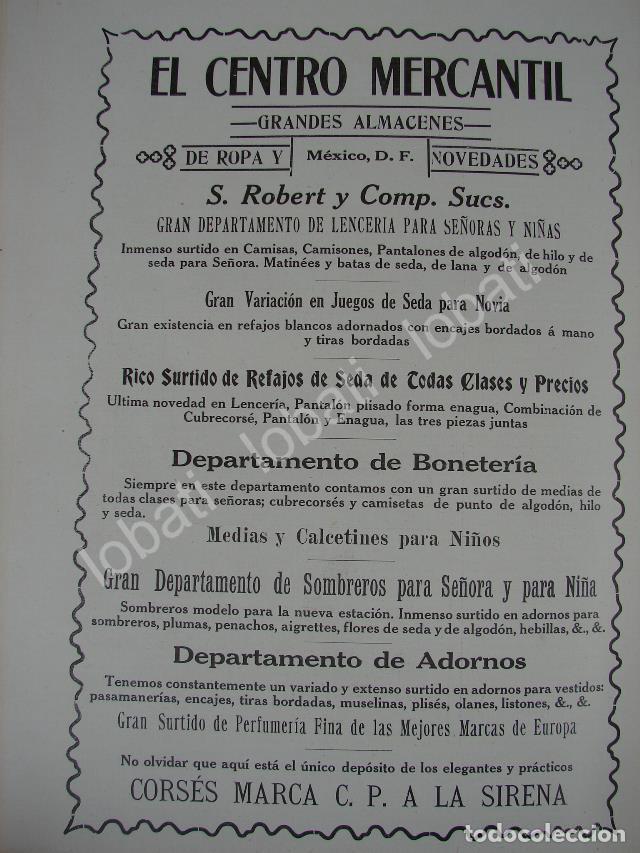 EL CENTRO MERCANTIL
GRANDES ALMACENES
DE ROPA Y México, D. F. NOVEDADES
S. Robert y Comp. Sucs.
GRAN DEPARTAMENTO DE LENCERIA PARA SEÑORAS Y NIÑAS
Inmenso surtido en Camisas, Camisones, Pantalones de algodón, de hilo y de
seda para Señora. Matinées y batas de seda, de lana y de algodón
Gran Variación en Juegos de Seda para Novia
Gran existencia en refajos blancos adornados con encajes bordados á mano
y tiras bordadas
Rico Surtido de Refajos de Seda de Todas Clases y Precios
Ultima novedad en Lencería, Pantalón plisado forma enagua, Combinación de
Cubrecorsé, Pantalón y Enagua, las tres piezas juntas
Departamento de Bonetería
Siempre en este departamento contamos con un gran surtido de medias de
todas clases para señoras; cubrecorsés y camisetas de punto de algodón, hilo
y seda.
Medias y Calcetines para Niños
Gran Departamento de Sombreros para Señora y para Niña
Sombreros modelo para la nueva estación. Inmenso surtido en adornos para
sombreros, plumas, penachos, aigrettes, flores de seda y de algodón, hebillas, &., &.
Departamento de Adornos
Tenemos constantemente un variado y extenso surtido en adornos para vestidos:
pasamanerías, encajes, tiras bordadas, muselinas, plisés, olanes, listones, &., &.
Gran Surtido de Perfumería Fina de las Mejores Marcas de Europa
No olvidar que aquí está el único depósito de los elegantes y prácticos
CORSÉS MARCA C. P. A LA SIRENA
lobati lobati lobati
todocoleccion